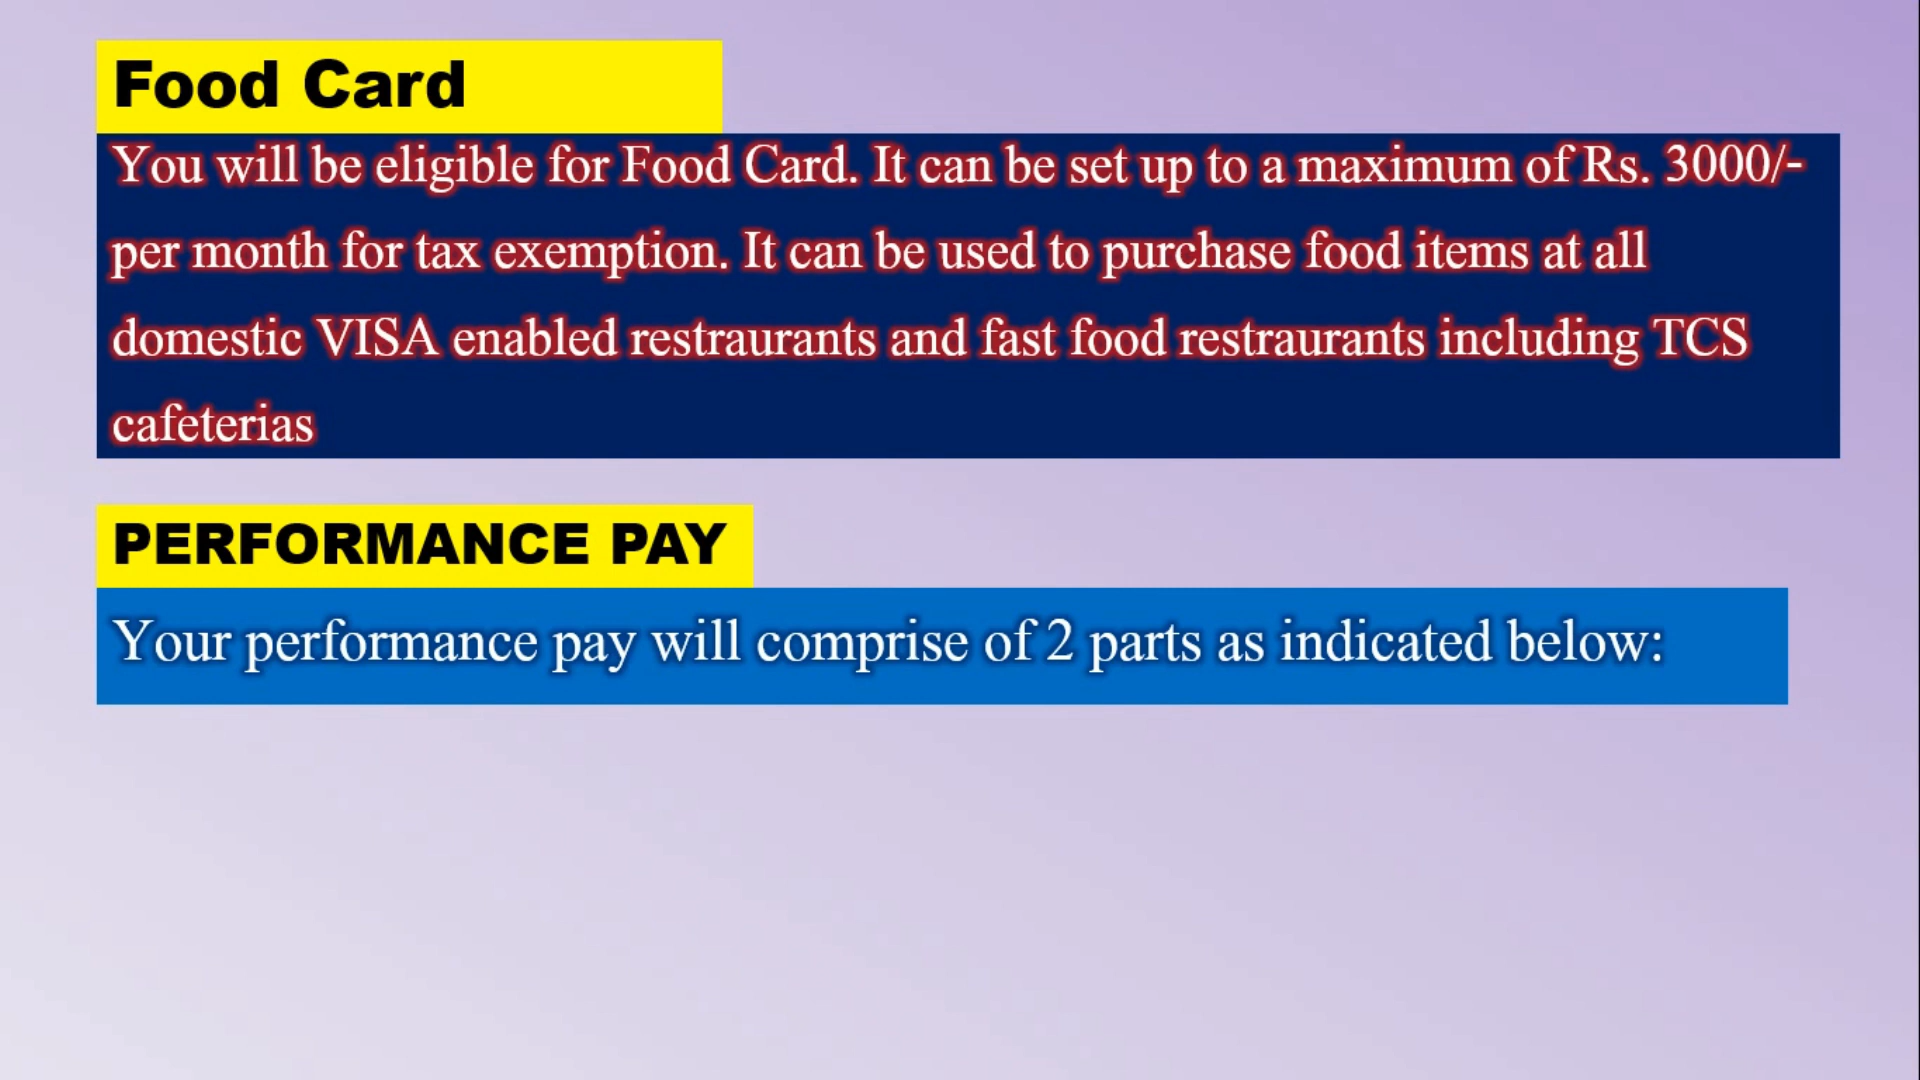 Food Card
You will be eligible for Food Card. It can be set up to a maximum of Rs. 3000/-
per month for tax exemption. It can be used to purchase food items at all
domestic VISA enabled restraurants and fast food restraurants including TCS
cafeterias
PERFORMANCE PAY
Your performance pay will comprise of 2 parts as indicated below: